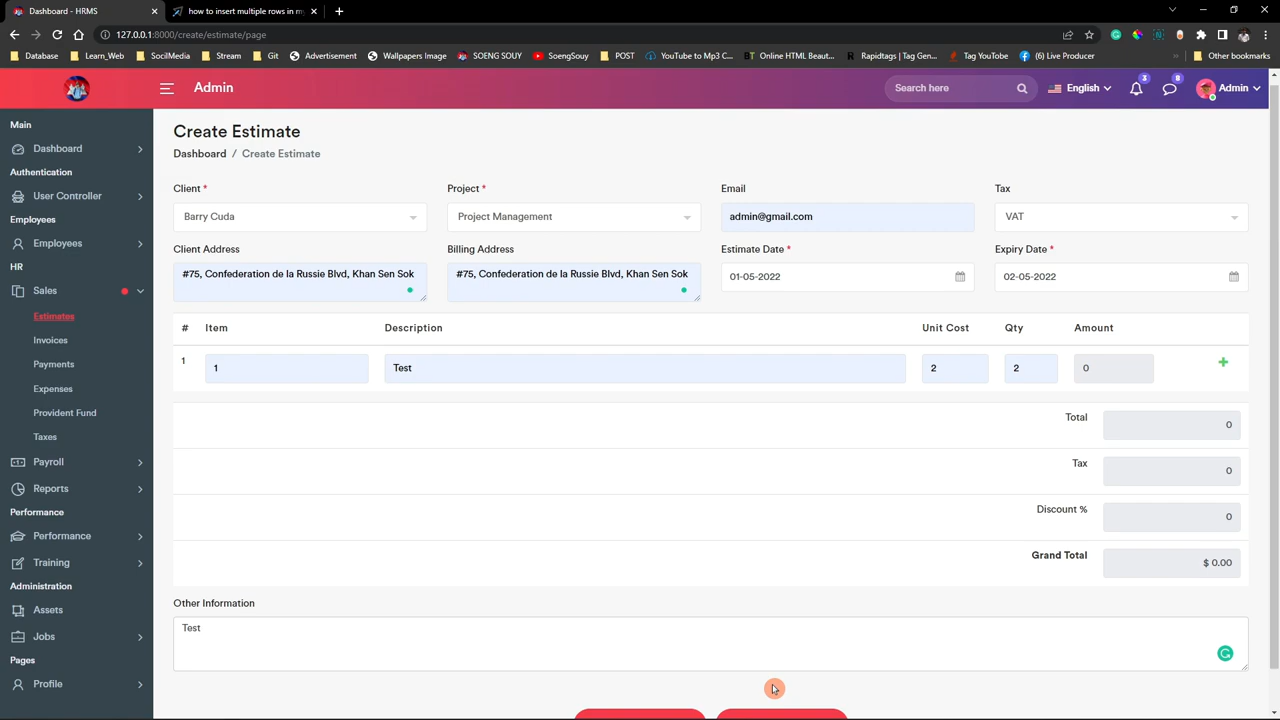 Dashboard - HRMS
how to insert multiple rows in my
127.0.0.1:8000/create/estimate/page
Database Learn_Web SocilMedia Stream Git Advertisement Wallpapers Image SOENG SOUY SoengSouy POST YouTube to Mp3 C... Online HTML Beaut... Rapidtags | Tag Gen... Tag YouTube (1) Live Producer Other bookmarks
Admin
Search here
English
3
8
Admin
Main
Dashboard
Authentication
User Controller
Employees
Employees
HR
Sales
Estimates
Invoices
Payments
Expenses
Provident Fund
Taxes
Payroll
Reports
Performance
Performance
Training
Administration
Assets
Jobs
Pages
Profile
Create Estimate
Dashboard / Create Estimate
Client * Project * Email Tax
Barry Cuda Project Management admin@gmail.com VAT
Client Address Billing Address Estimate Date * Expiry Date *
#75, Confederation de la Russie Blvd, Khan Sen Sok #75, Confederation de la Russie Blvd, Khan Sen Sok 01-05-2022 02-05-2022
# Item Description Unit Cost Qty Amount
1 1 Test 2 2 0
Total 0
Tax 0
Discount % 0
Grand Total $ 0.00
Other Information
Test